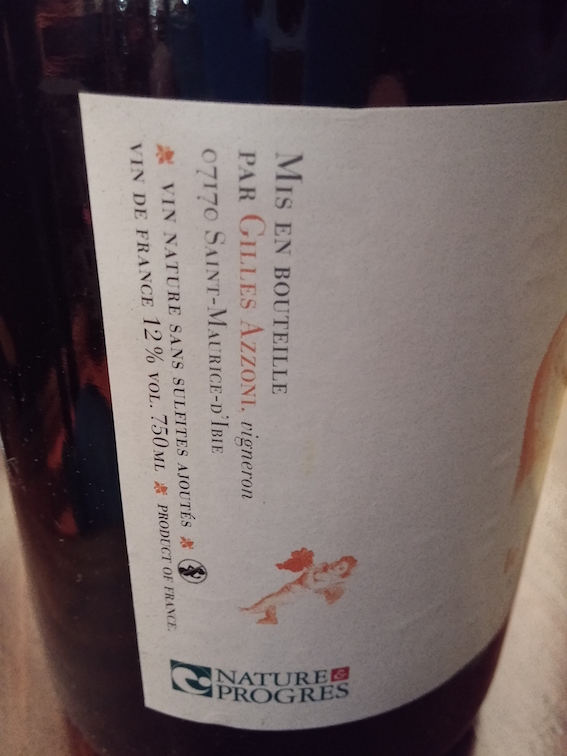 Mis en bouteille
par Gilles Azzoni, vigneron
07170 Saint-Maurice-d'Ibie
vin nature sans sulfites ajoutés
vin de france 12% vol. 750ml product of france
NATURE & PROGRES